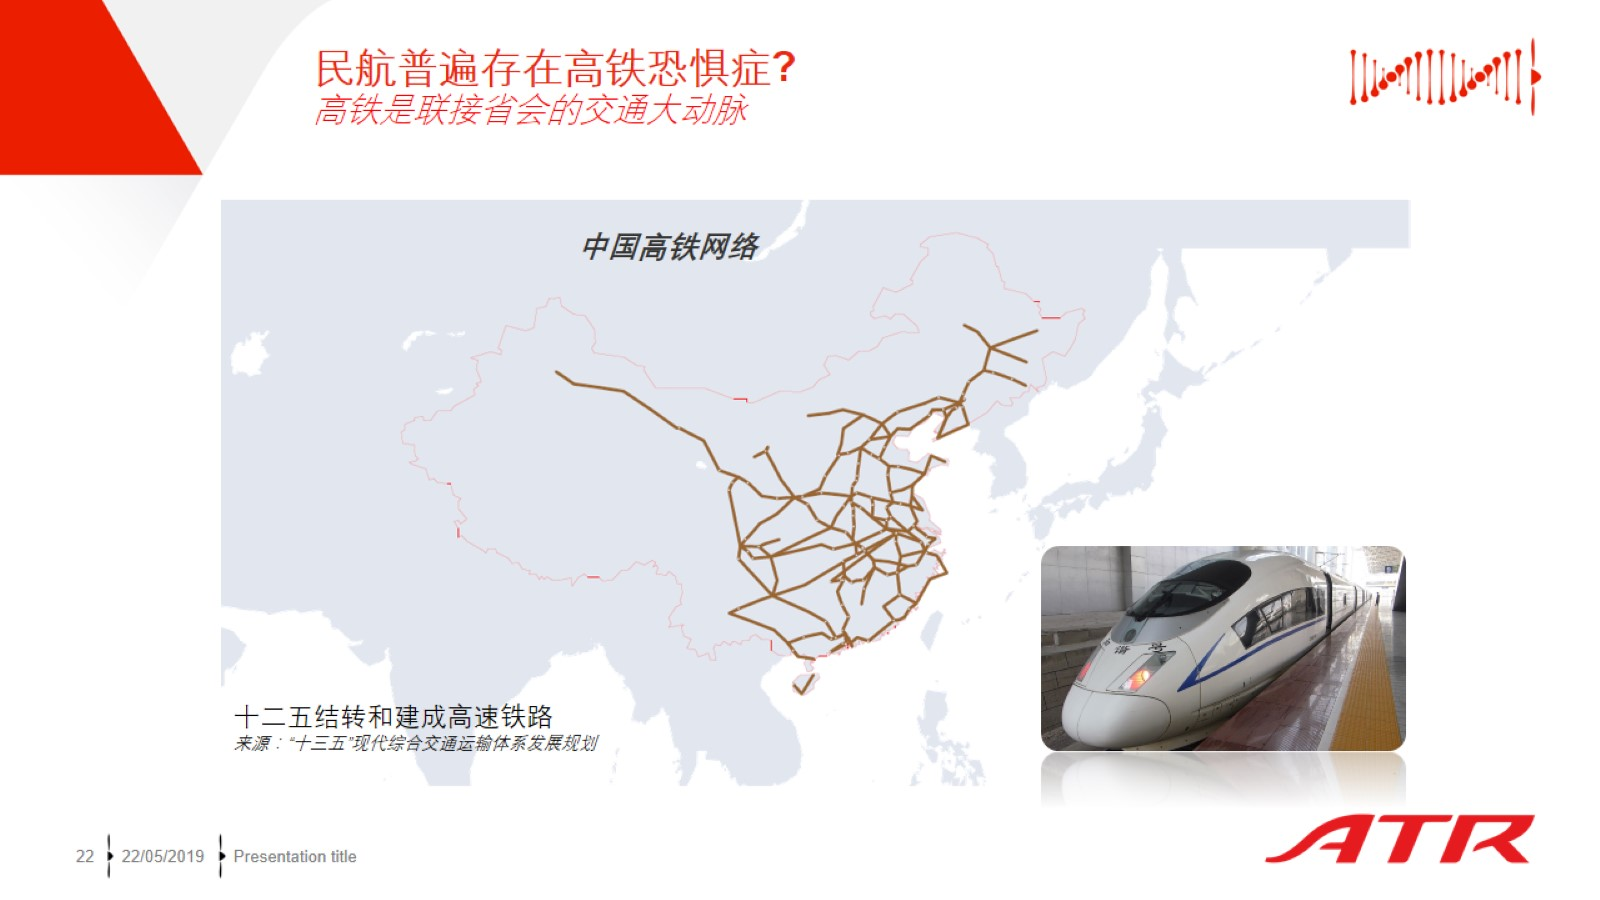 民航普遍存在高铁恐惧症?
高铁是联接省会的交通大动脉
中国高铁网络
十二五结转和建成高速铁路
来源：“十三五”现代综合交通运输体系发展规划
22
22/05/2019
Presentation title
ATR